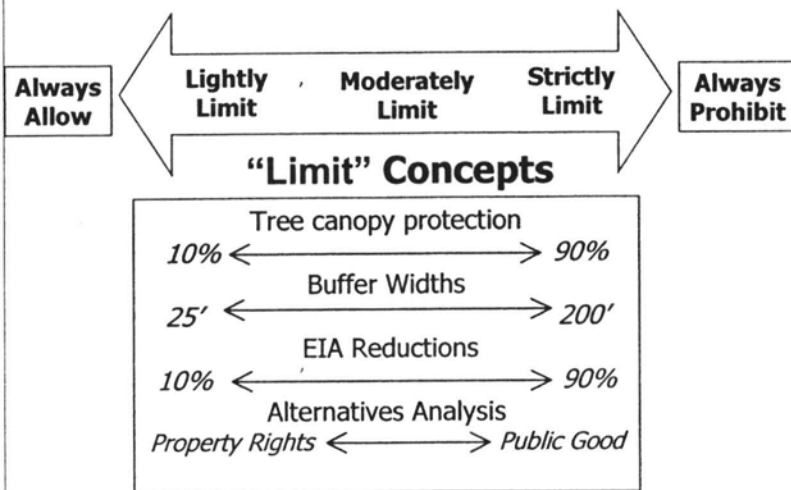 Always Allow
Lightly Limit
Moderately Limit
Strictly Limit
Always Prohibit
“Limit” Concepts
Tree canopy protection
10% 90%
Buffer Widths
25’ 200’
EIA Reductions
10% 90%
Alternatives Analysis
Property Rights Public Good